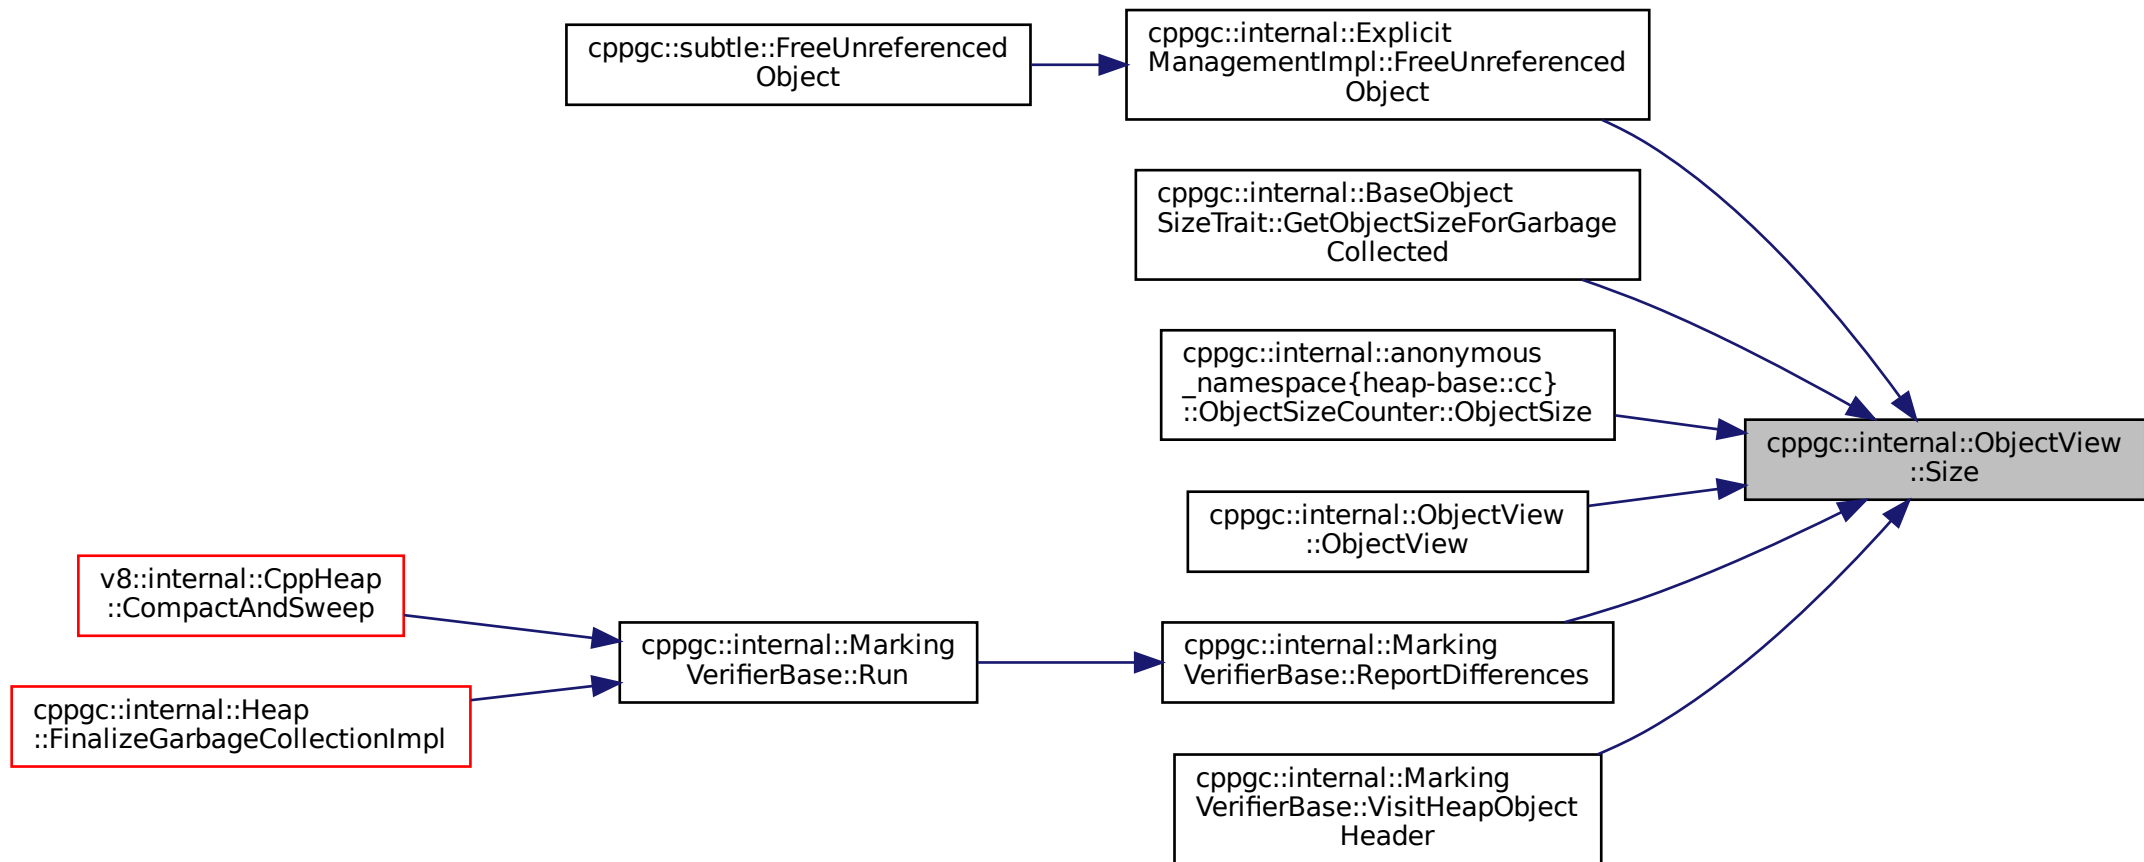 cppgc::subtle::FreeUnreferenced
Object
cppgc::internal::Explicit
ManagementImpl::FreeUnreferenced
Object
cppgc::internal::BaseObject
SizeTrait::GetObjectSizeForGarbage
Collected
cppgc::internal::anonymous
_namespace{heap-base::cc}
::ObjectSizeCounter::ObjectSize
cppgc::internal::ObjectView
::Size
cppgc::internal::ObjectView
::ObjectView
v8::internal::CppHeap
::CompactAndSweep
cppgc::internal::Marking
VerifierBase::Run
cppgc::internal::Marking
VerifierBase::ReportDifferences
cppgc::internal::Heap
::FinalizeGarbageCollectionImpl
cppgc::internal::Marking
VerifierBase::VisitHeapObject
Header